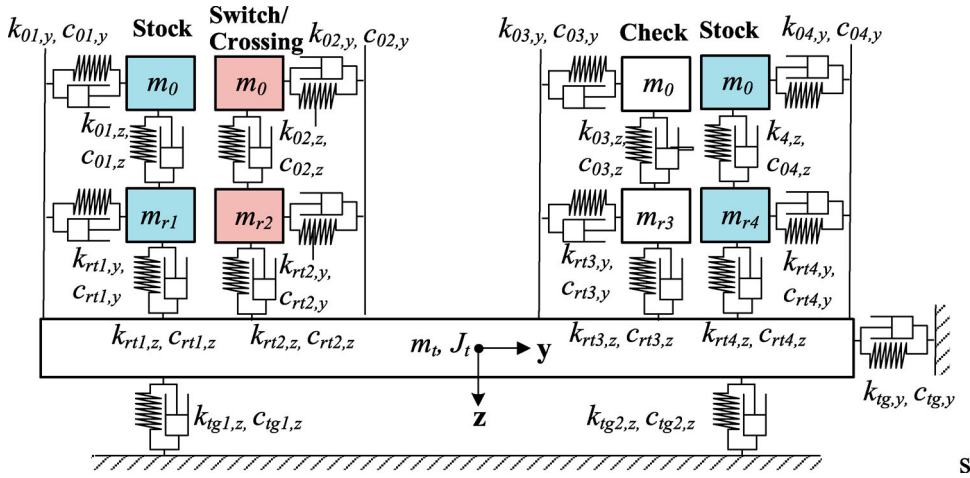 Switch/
Stock Crossing Check Stock
k01,y, c01,y k02,y, c02,y k03,y, c03,y k04,y, c04,y
m0 m0 m0 m0
k01,z, k02,z, k03,z, k4,z,
c01,z c02,z c03,z c04,z
mr1 mr2 mr3 mr4
krt1,y, krt2,y, krt3,y, krt4,y,
crt1,y crt2,y crt3,y crt4,y
krt1,z, crt1,z krt2,z, crt2,z krt3,z, crt3,z krt4,z, crt4,z
mt, Jt y
ktg,y, ctg,y
z
ktg1,z, ctg1,z ktg2,z, ctg2,z
s